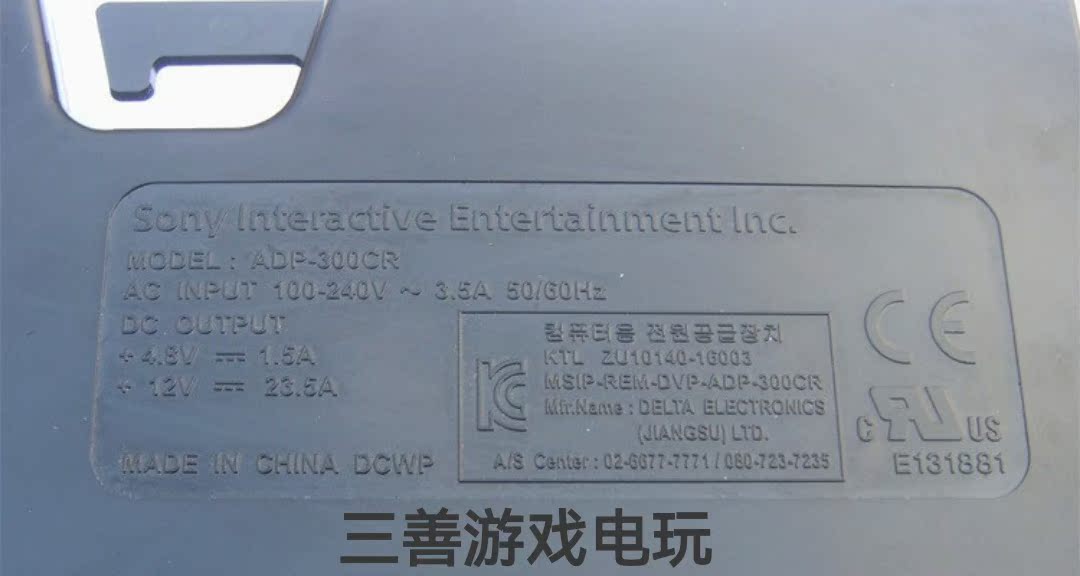 Sony Interactive Entertainment Inc.
MODEL : ADP-300CR
AC INPUT 100-240V ~ 3.5A 50/60Hz
DC OUTPUT
+ 4.8V ⎓ 1.5A
+ 12V ⎓ 23.5A
MADE IN CHINA DCWP
컴퓨터용 전원공급장치
KTL ZU10140-16003
MSIP-REM-DVP-ADP-300CR
Mfr.Name : DELTA ELECTRONICS
(JIANGSU) LTD.
A/S Center : 02-6677-7771 / 080-723-7235
KC
CE
C RU US
E131881
三善游戏电玩